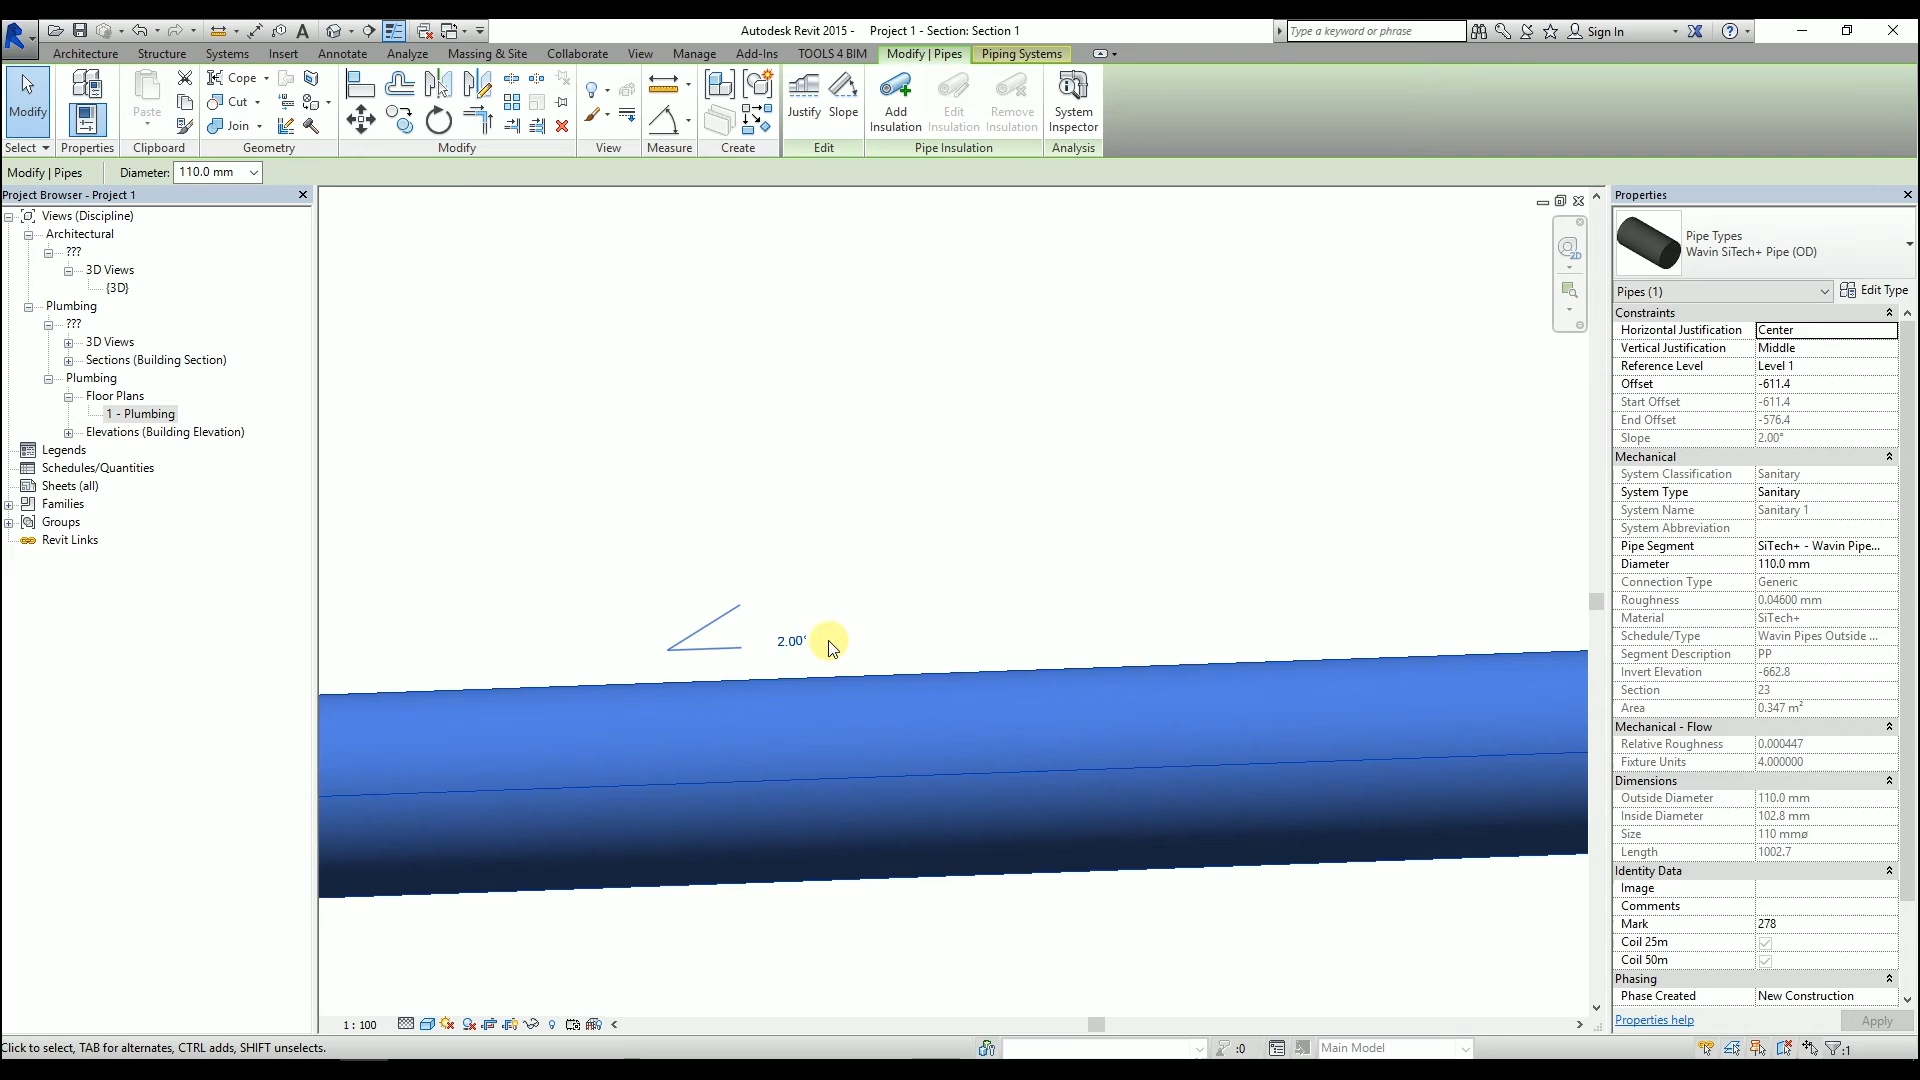 Autodesk Revit 2015 - Project 1 - Section: Section 1
Type a keyword or phrase
Sign In
Architecture Structure Systems Insert Annotate Analyze Massing & Site Collaborate View Manage Add-Ins TOOLS 4 BIM Modify | Pipes Piping Systems
Modify
Paste
Cope
Cut
Join
Justify
Slope
Add Insulation
Edit Insulation
Remove Insulation
System Inspector
Select Properties Clipboard Geometry Modify View Measure Create Edit Pipe Insulation Analysis
Modify | Pipes Diameter: 110.0 mm
Project Browser - Project 1
Views (Discipline)
Architectural
???
3D Views
{3D}
Plumbing
???
3D Views
Sections (Building Section)
Plumbing
Floor Plans
1 - Plumbing
Elevations (Building Elevation)
Legends
Schedules/Quantities
Sheets (all)
Families
Groups
Revit Links
2D
2.00°
Properties
Pipe Types
Wavin SiTech+ Pipe (OD)
Pipes (1) Edit Type
Constraints
Horizontal Justification Center
Vertical Justification Middle
Reference Level Level 1
Offset -611.4
Start Offset -611.4
End Offset -576.4
Slope 2.00°
Mechanical
System Classification Sanitary
System Type Sanitary
System Name Sanitary 1
System Abbreviation
Pipe Segment SiTech+ - Wavin Pipe...
Diameter 110.0 mm
Connection Type Generic
Roughness 0.04600 mm
Material SiTech+
Schedule/Type Wavin Pipes Outside ...
Segment Description PP
Invert Elevation -662.8
Section 23
Area 0.347 m²
Mechanical - Flow
Relative Roughness 0.000447
Fixture Units 4.000000
Dimensions
Outside Diameter 110.0 mm
Inside Diameter 102.8 mm
Size 110 mmø
Length 1002.7
Identity Data
Image
Comments
Mark 278
Coil 25m
Coil 50m
Phasing
Phase Created New Construction
Properties help Apply
1 : 100
Click to select, TAB for alternates, CTRL adds, SHIFT unselects.
:0
Main Model
:1